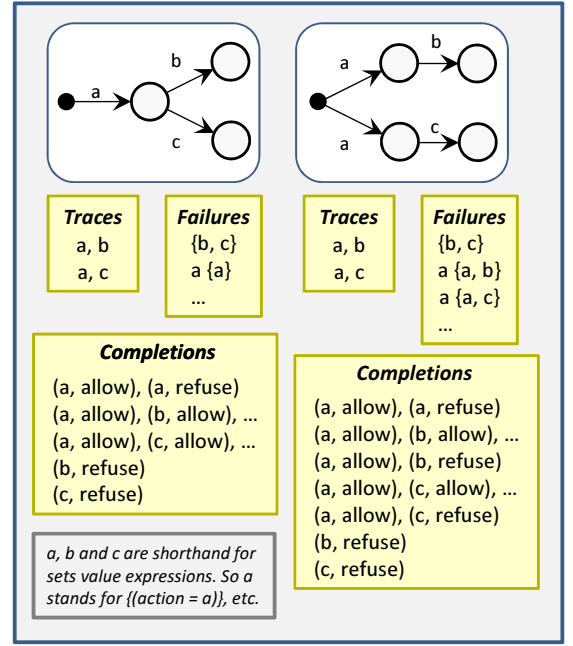 a
b
c
a
b
a
c
Traces
a, b
a, c
Failures
{b, c}
a {a}
...
Traces
a, b
a, c
Failures
{b, c}
a {a, b}
a {a, c}
...
Completions
(a, allow), (a, refuse)
(a, allow), (b, allow), ...
(a, allow), (c, allow), ...
(b, refuse)
(c, refuse)
Completions
(a, allow), (a, refuse)
(a, allow), (b, allow), ...
(a, allow), (b, refuse)
(a, allow), (c, allow), ...
(a, allow), (c, refuse)
(b, refuse)
(c, refuse)
a, b and c are shorthand for
sets value expressions. So a
stands for {(action = a)}, etc.